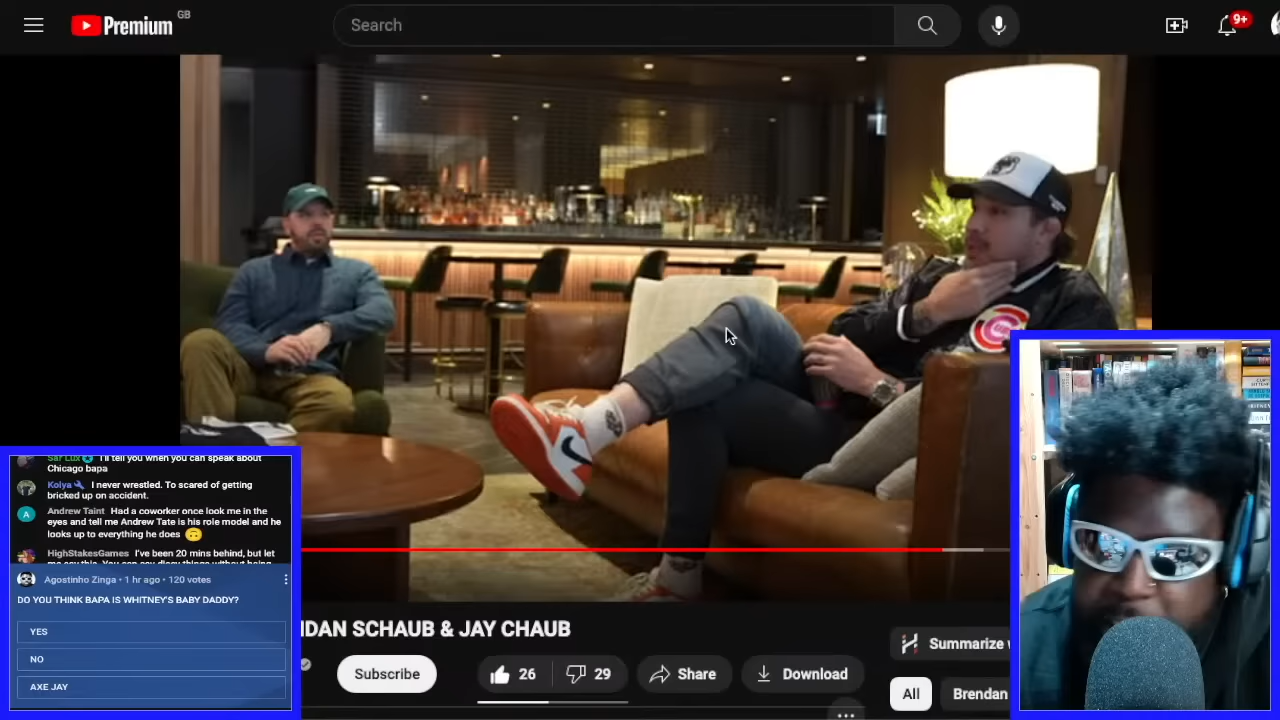 Premium
GB
Search
9+
I'll tell you when you can speak about
Chicago bapa
Kolya I never wrestled. To scared of getting
bricked up on accident.
A
Andrew Taint Had a coworker once look me in the
eyes and tell me Andrew Tate is his role model and he
looks up to everything he does
HighStakesGames I've been 20 mins behind, but let
Agostinho Zinga • 1 hr ago • 120 votes
DO YOU THINK BAPA IS WHITNEY'S BABY DADDY?
YES
NO
AXE JAY
DAN SCHAUB & JAY CHAUB
Subscribe
26
29
Share
Download
Summarize
All
Brendan